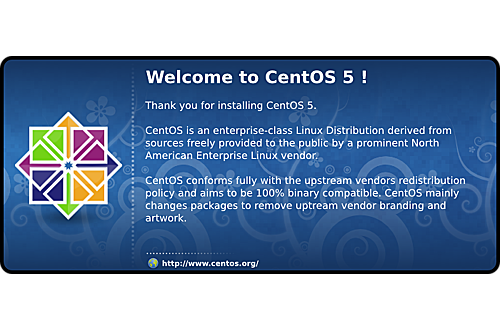 Welcome to CentOS 5 !
Thank you for installing CentOS 5.
CentOS is an enterprise-class Linux Distribution derived from
sources freely provided to the public by a prominent North
American Enterprise Linux vendor.
CentOS conforms fully with the upstream vendors redistribution
policy and aims to be 100% binary compatible. CentOS mainly
changes packages to remove upstream vendor branding and
artwork.
http://www.centos.org/